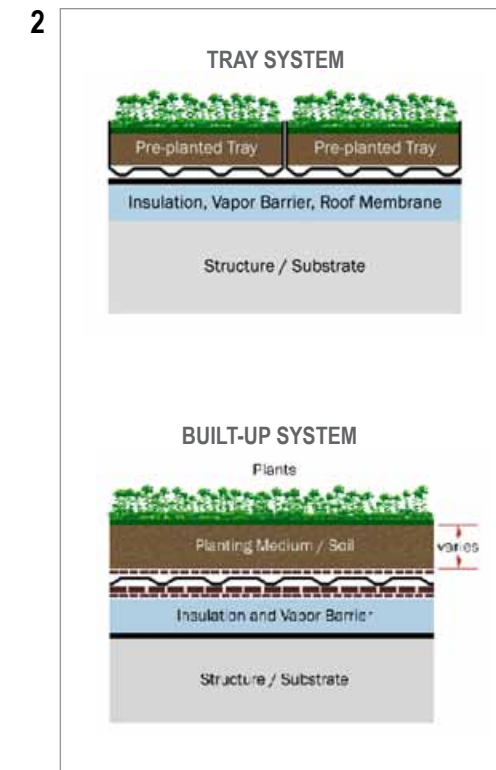 2
TRAY SYSTEM
Pre-planted Tray Pre-planted Tray
Insulation, Vapor Barrier, Roof Membrane
Structure / Substrate
BUILT-UP SYSTEM
Plants
Planting Medium / Soil
varies
Insulation and Vapor Barrier
Structure / Substrate